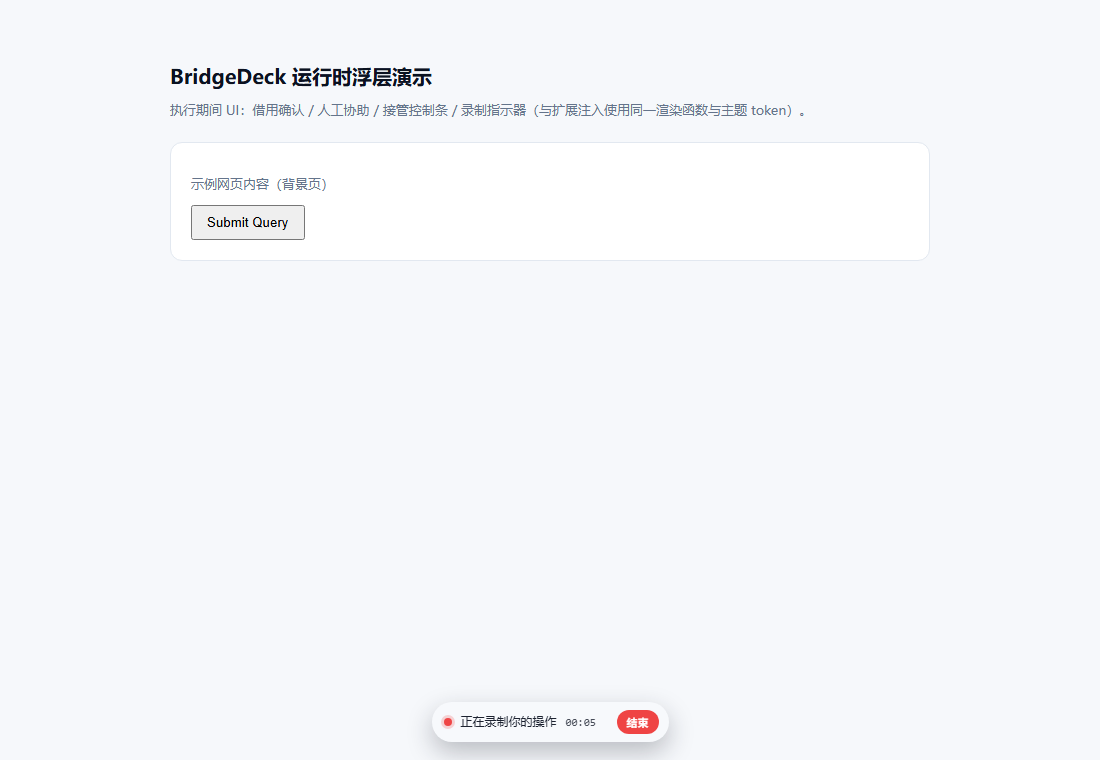 BridgeDeck 运行时浮层演示
执行期间 UI：借用确认 / 人工协助 / 接管控制条 / 录制指示器（与扩展注入使用同一渲染函数与主题 token）。
示例网页内容（背景页）
Submit Query
正在录制你的操作 00:05 结束